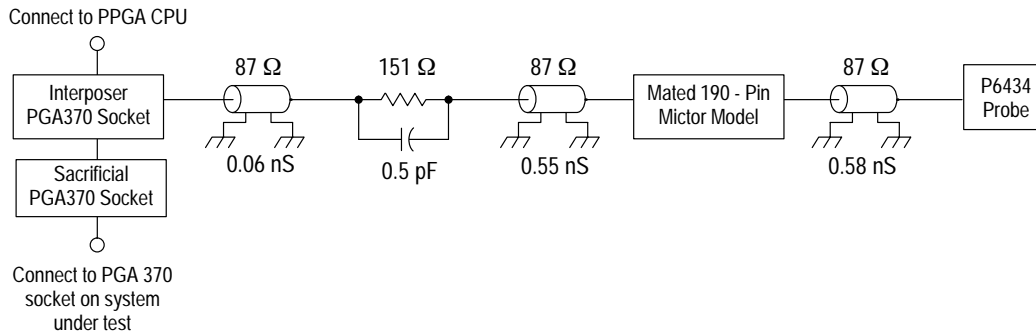 Connect to PPGA CPU
Interposer
PGA370 Socket
Sacrificial
PGA370 Socket
Connect to PGA 370
socket on system
under test
87 Ω
0.06 nS
151 Ω
0.5 pF
87 Ω
0.55 nS
Mated 190 - Pin
Mictor Model
87 Ω
0.58 nS
P6434
Probe